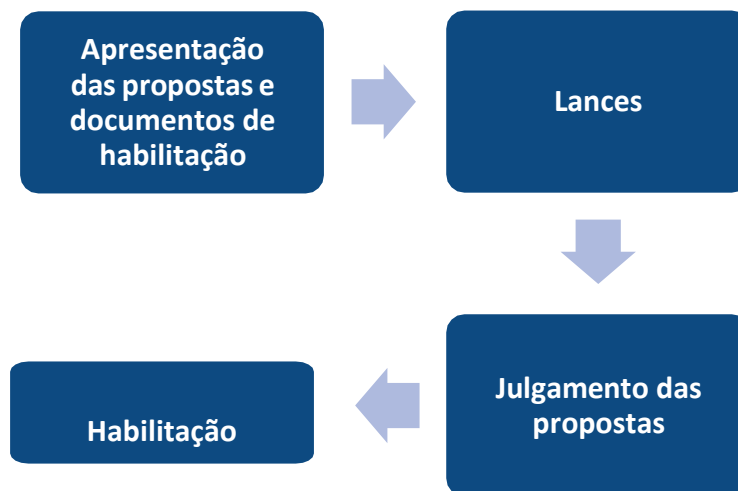 Apresentação
das propostas e
documentos de
habilitação
Lances
Julgamento das
propostas
Habilitação